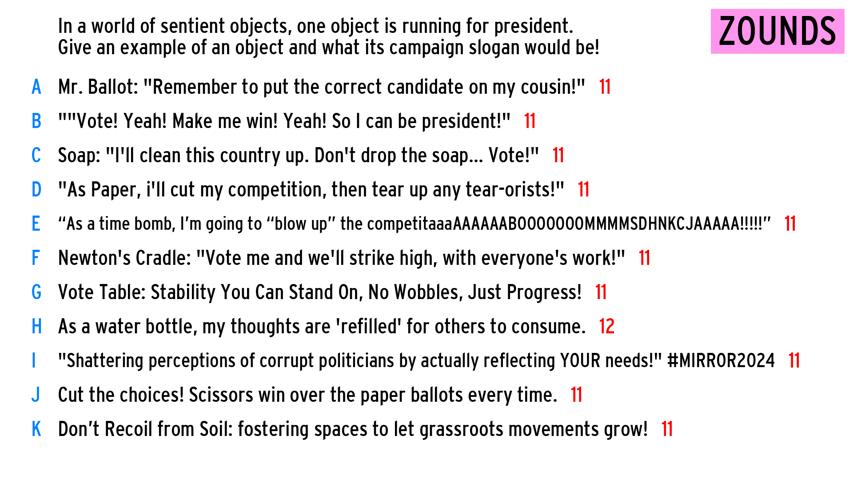 In a world of sentient objects, one object is running for president.
Give an example of an object and what its campaign slogan would be!
ZOUNDS
A Mr. Ballot: "Remember to put the correct candidate on my cousin!" 11
B ""Vote! Yeah! Make me win! Yeah! So I can be president!" 11
C Soap: "I'll clean this country up. Don't drop the soap... Vote!" 11
D "As Paper, i'll cut my competition, then tear up any tear-orists!" 11
E “As a time bomb, I’m going to “blow up” the competitaaaAAAAAABOOOOOOOMMMMSDHNKCJAAAAA!!!!!” 11
F Newton's Cradle: "Vote me and we'll strike high, with everyone's work!" 11
G Vote Table: Stability You Can Stand On, No Wobbles, Just Progress! 11
H As a water bottle, my thoughts are 'refilled' for others to consume. 12
I "Shattering perceptions of corrupt politicians by actually reflecting YOUR needs!" #MIRROR2024 11
J Cut the choices! Scissors win over the paper ballots every time. 11
K Don’t Recoil from Soil: fostering spaces to let grassroots movements grow! 11